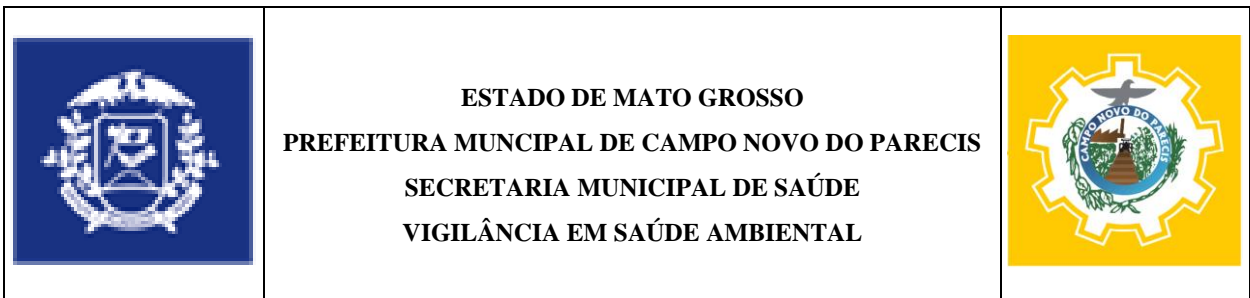 ESTADO DE MATO GROSSO
PREFEITURA MUNCIPAL DE CAMPO NOVO DO PARECIS
SECRETARIA MUNICIPAL DE SAÚDE
VIGILÂNCIA EM SAÚDE AMBIENTAL
CAMPO NOVO DO PARECIS